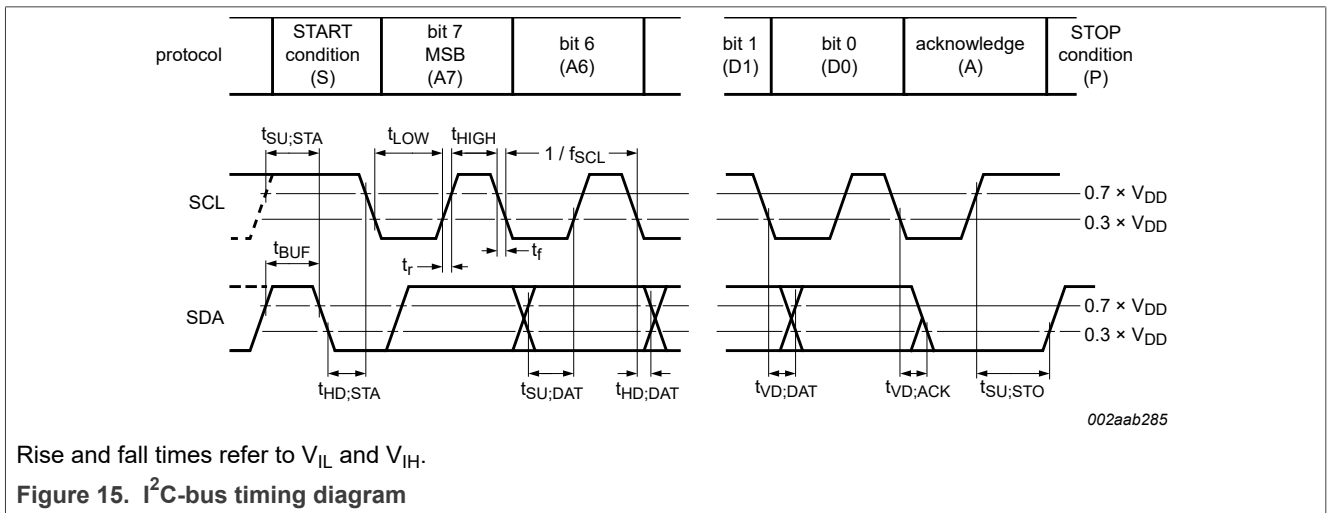 protocol
START condition (S)
bit 7 MSB (A7)
bit 6 (A6)
bit 1 (D1)
bit 0 (D0)
acknowledge (A)
STOP condition (P)
tSU;STA
tLOW
tHIGH
1 / fSCL
SCL
0.7 × VDD
0.3 × VDD
tBUF
tr
tf
SDA
0.7 × VDD
0.3 × VDD
tHD;STA
tSU;DAT
tHD;DAT
tVD;DAT
tVD;ACK
tSU;STO
002aab285
Rise and fall times refer to VIL and VIH.
Figure 15. I²C-bus timing diagram